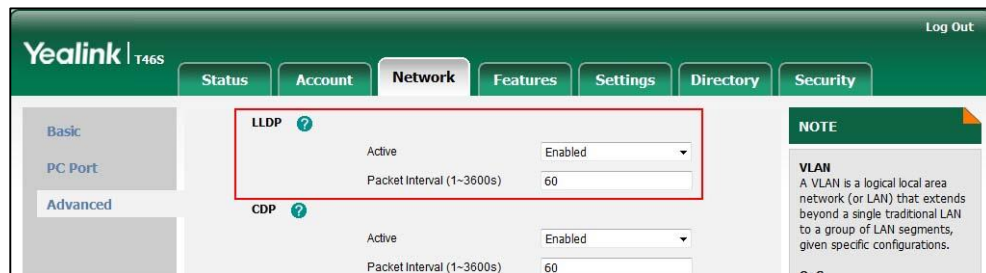 Log Out
Yealink | T46S
Status Account Network Features Settings Directory Security
Basic
PC Port
Advanced
LLDP ?
Active Enabled
Packet Interval (1~3600s) 60
CDP ?
Active Enabled
Packet Interval (1~3600s) 60
NOTE
VLAN
A VLAN is a logical local area
network (or LAN) that extends
beyond a single traditional LAN
to a group of LAN segments,
given specific configurations.